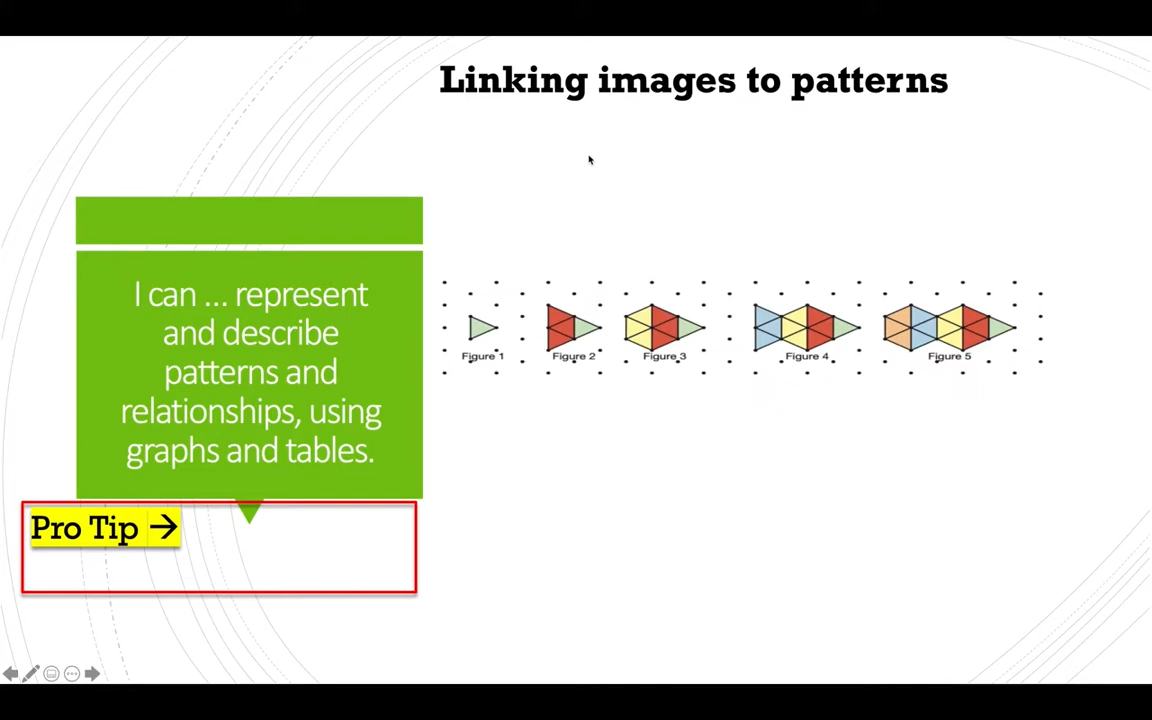 Linking images to patterns
I can ... represent
and describe
patterns and
relationships, using
graphs and tables.
Figure 1
Figure 2
Figure 3
Figure 4
Figure 5
Pro Tip →